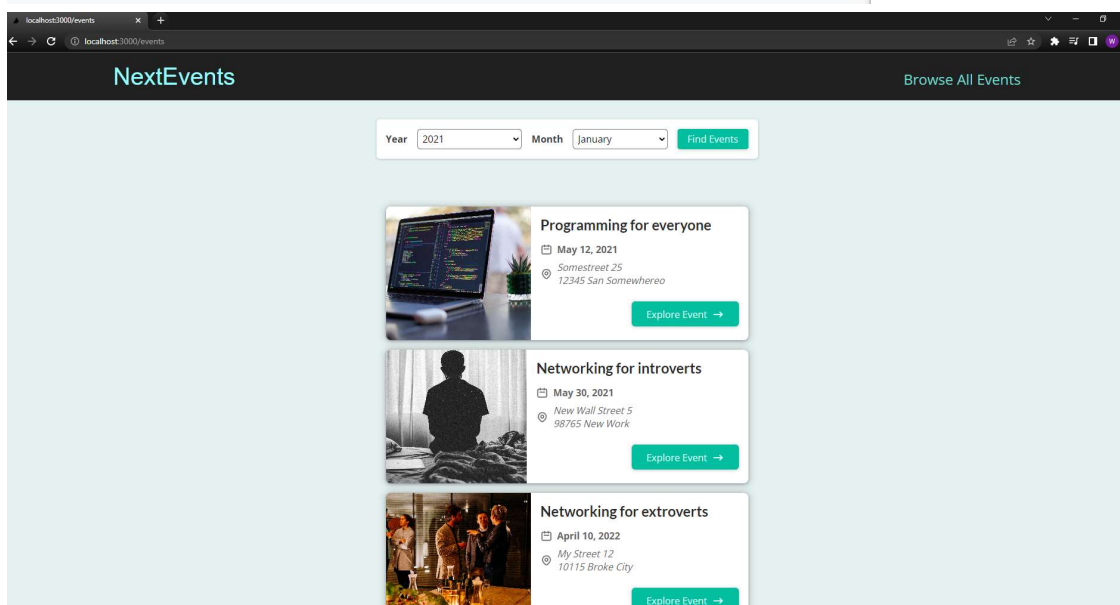 localhost:3000/events
localhost:3000/events
W
NextEvents
Browse All Events
Year 2021 Month January Find Events
Programming for everyone
May 12, 2021
Somestreet 25
12345 San Somewhereo
Explore Event →
Networking for introverts
May 30, 2021
New Wall Street 5
98765 New Work
Explore Event →
Networking for extroverts
April 10, 2022
My Street 12
10115 Broke City
Explore Event →